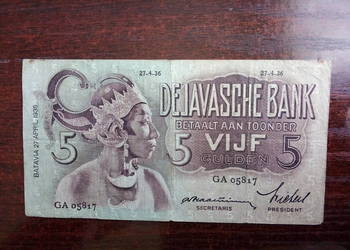 27-4-36
27-4-36
DE JAVASCHE BANK
BETAALT AAN TOONDER
5 VIJF 5
GULDEN
BATAVIA 27 APRIL 1936
GA 05817
GA 05817
SECRETARIS PRESIDENT